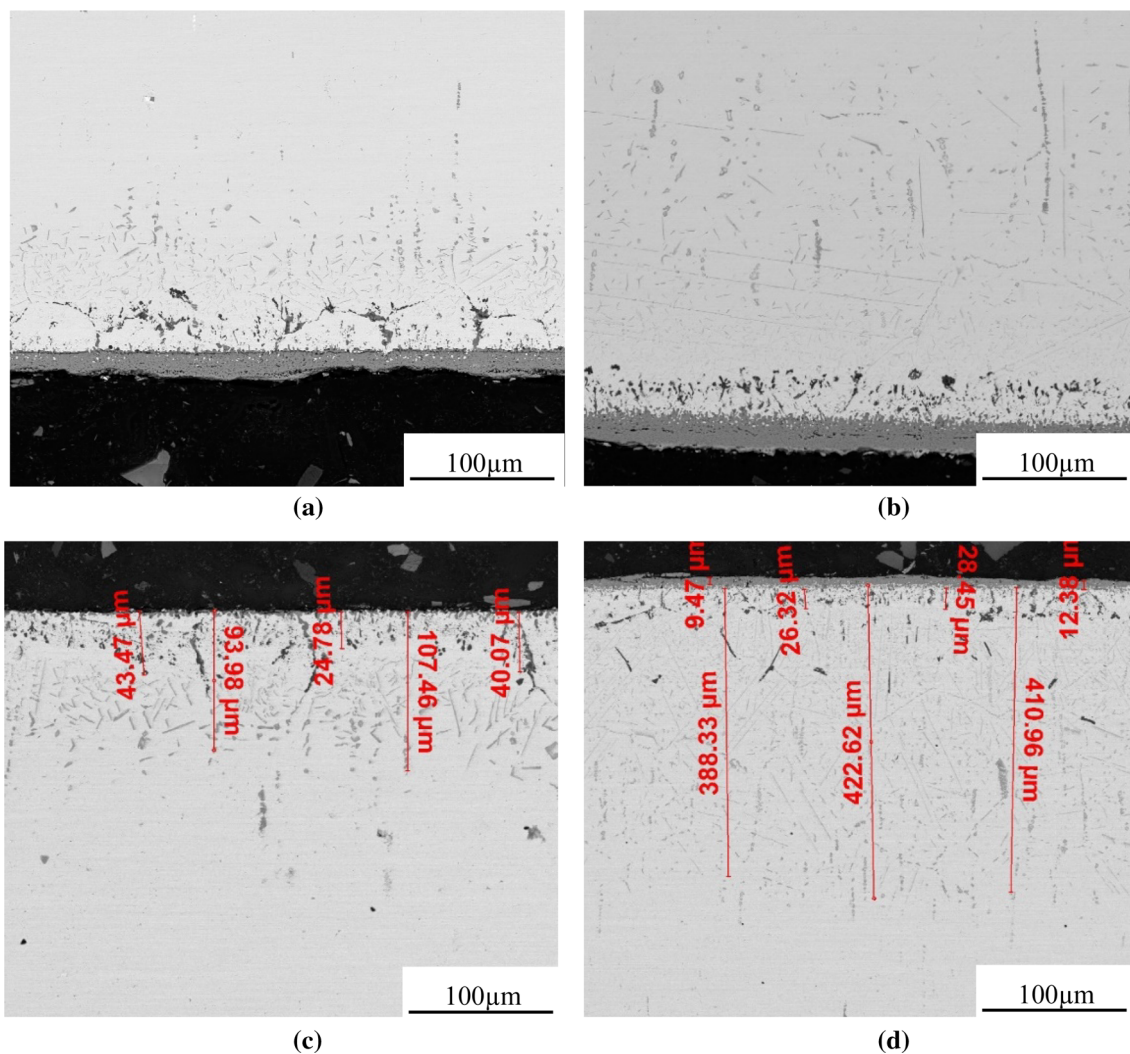 100µm
100µm
(a)
(b)
43.47 µm
93.98 µm
24.78 µm
107.46 µm
40.07 µm
9.47 µm
26.32 µm
388.33 µm
422.62 µm
28.45 µm
410.96 µm
12.38 µm
100µm
100µm
(c)
(d)